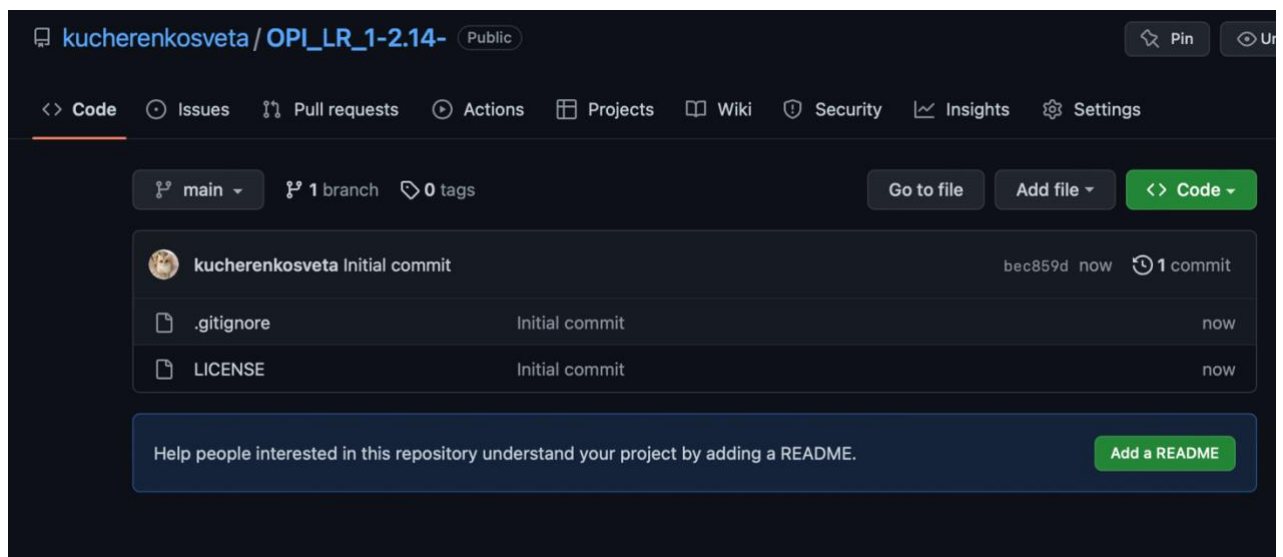 kucherenkosveta / OPI_LR_1-2.14- Public
Pin
Un
Code Issues Pull requests Actions Projects Wiki Security Insights Settings
main 1 branch 0 tags Go to file Add file Code
kucherenkosveta Initial commit bec859d now 1 commit
.gitignore Initial commit now
LICENSE Initial commit now
Help people interested in this repository understand your project by adding a README. Add a README